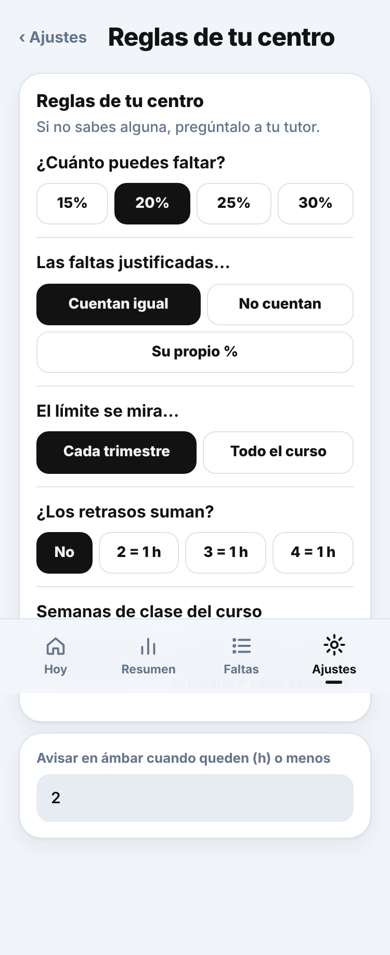 ‹ Ajustes
Reglas de tu centro
Reglas de tu centro
Si no sabes alguna, pregúntalo a tu tutor.
¿Cuánto puedes faltar?
15% 20% 25% 30%
Las faltas justificadas...
Cuentan igual No cuentan
Su propio %
El límite se mira...
Cada trimestre Todo el curso
¿Los retrasos suman?
No 2 = 1 h 3 = 1 h 4 = 1 h
Semanas de clase del curso
Hoy Resumen Faltas Ajustes
Avisar en ámbar cuando queden (h) o menos
2